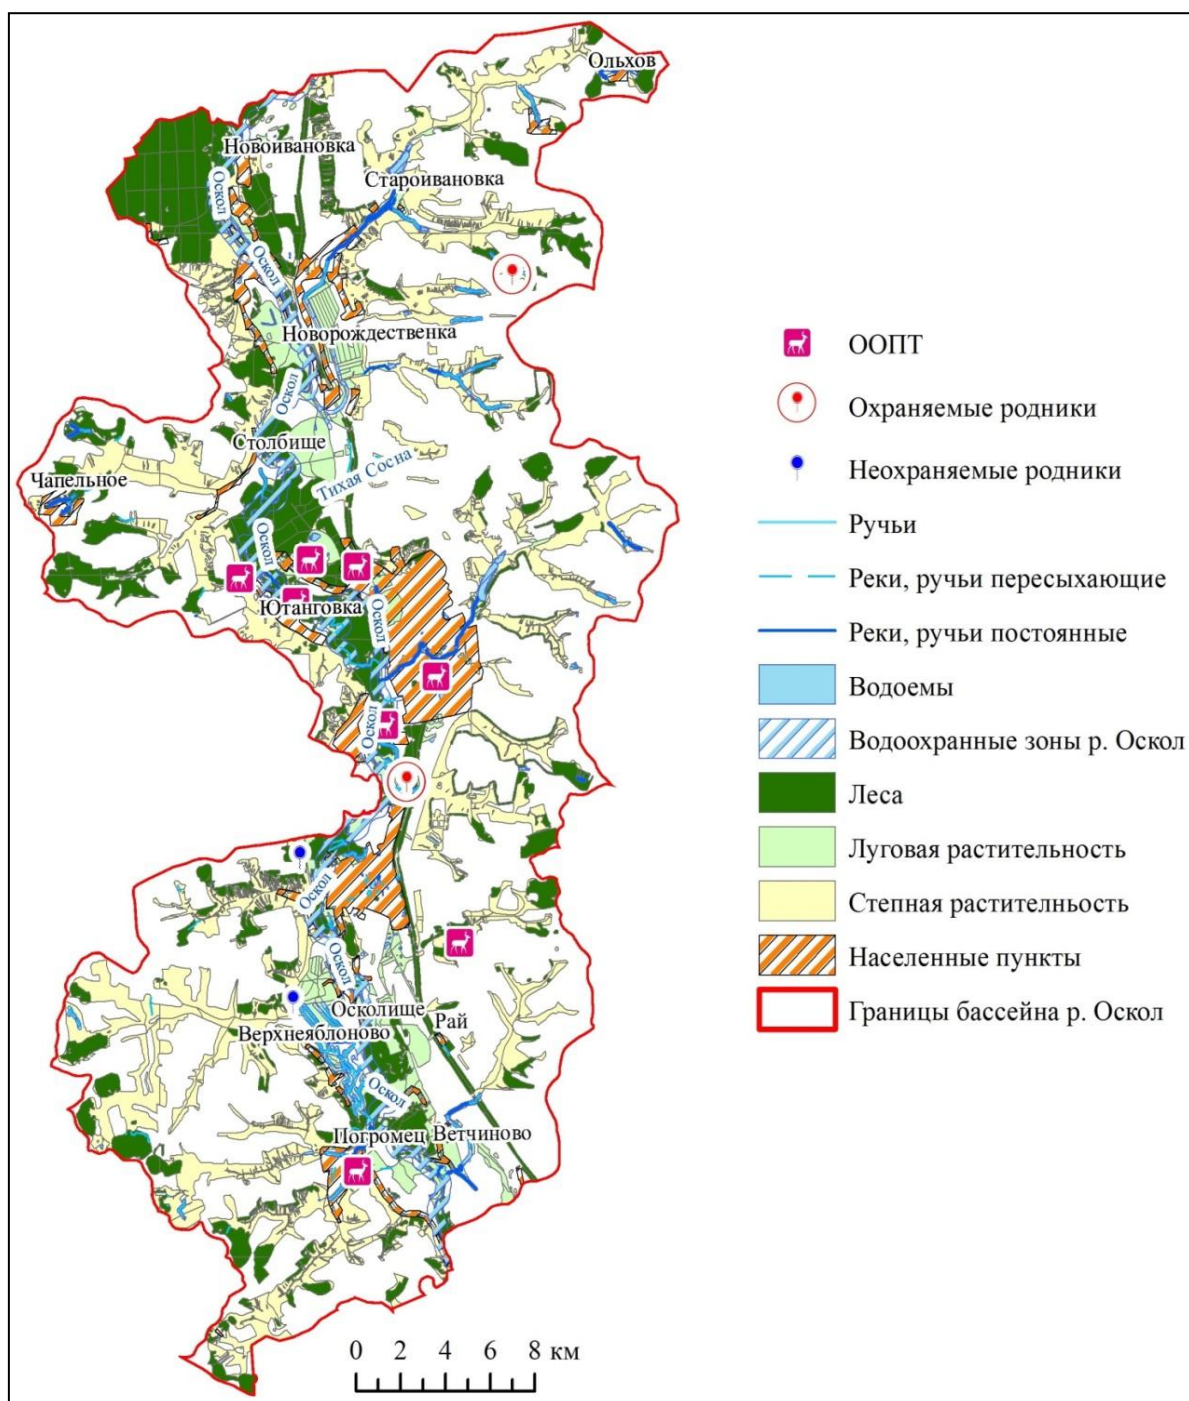 Ольхов
Новоивановка
Староивановка
Оскол
Оскол
Новорождественка
Оскол
Столбище
Тихая Сосна
Чапельное
Оскол
Ютанговка
Оскол
Оскол
Оскол
Оскол
Осколище
Рай
Верхнеяблоново
Оскол
Погромец
Ветчиново
ООПТ
Охраняемые родники
Неохраняемые родники
Ручьи
Реки, ручьи пересыхающие
Реки, ручьи постоянные
Водоемы
Водоохранные зоны р. Оскол
Леса
Луговая растительность
Степная растителньость
Населенные пункты
Границы бассейна р. Оскол
0 2 4 6 8 км